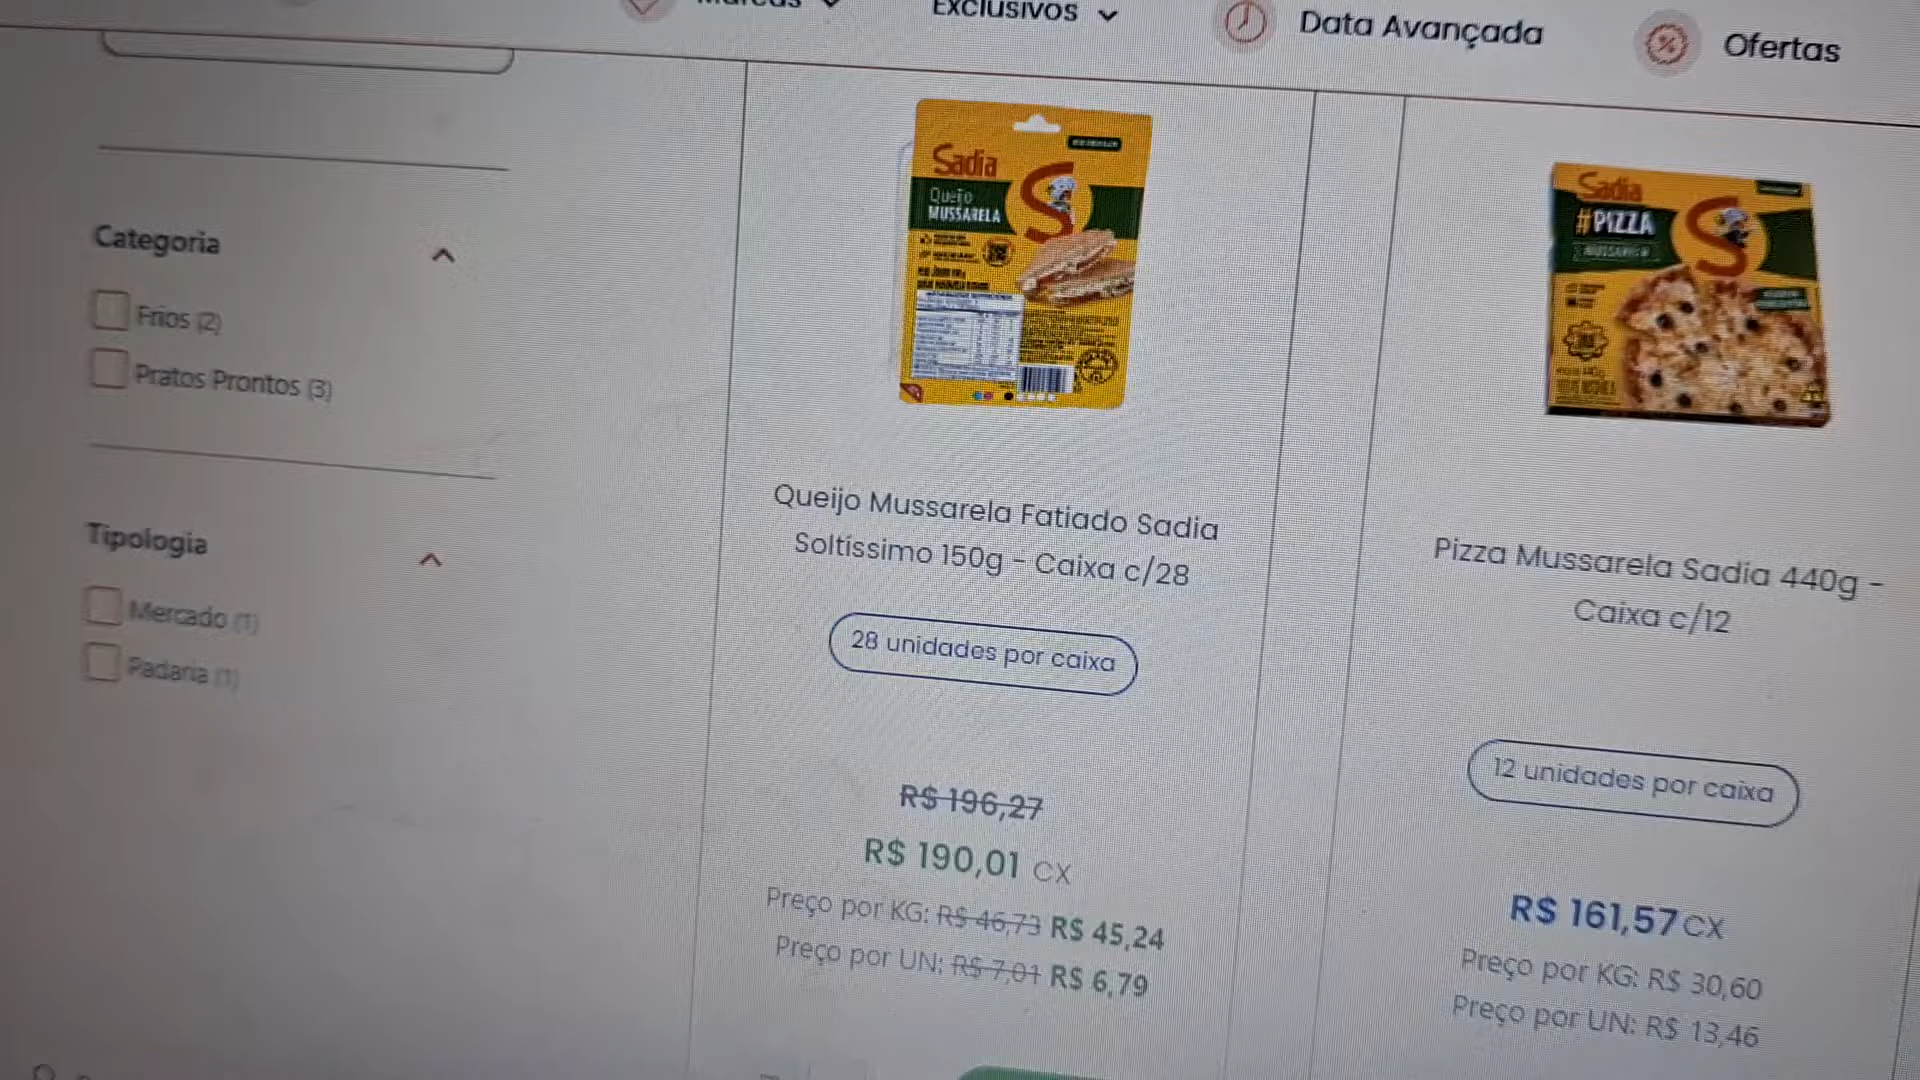 Exclusivos
Data Avançada
Ofertas
Categoria
Frios (2)
Pratos Prontos (3)
Tipologia
Mercado (1)
Padaria (1)
Sadia
Queijo
MUSSARELA
Queijo Mussarela Fatiado Sadia
Soltíssimo 150g - Caixa c/28
28 unidades por caixa
R$ 196,27
R$ 190,01 CX
Preço por KG: R$ 46,73 R$ 45,24
Preço por UN: R$ 7,01 R$ 6,79
Sadia
#PIZZA
MUSSARELA
Pizza Mussarela Sadia 440g -
Caixa c/12
12 unidades por caixa
R$ 161,57 CX
Preço por KG: R$ 30,60
Preço por UN: R$ 13,46